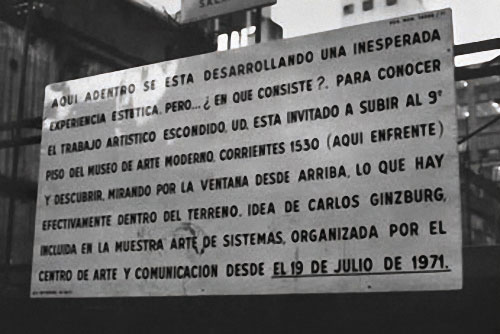 AQUI ADENTRO SE ESTA DESARROLLANDO UNA INESPERADA
EXPERIENCIA ESTETICA. PERO...¿ EN QUE CONSISTE ?. PARA CONOCER
EL TRABAJO ARTISTICO ESCONDIDO, UD. ESTA INVITADO A SUBIR AL 9º
PISO DEL MUSEO DE ARTE MODERNO, CORRIENTES 1530 (AQUI ENFRENTE)
Y DESCUBRIR, MIRANDO POR LA VENTANA DESDE ARRIBA, LO QUE HAY
EFECTIVAMENTE DENTRO DEL TERRENO. IDEA DE CARLOS GINZBURG,
INCLUIDA EN LA MUESTRA ARTE DE SISTEMAS, ORGANIZADA POR EL
CENTRO DE ARTE Y COMUNICACION DESDE EL 19 DE JULIO DE 1971.